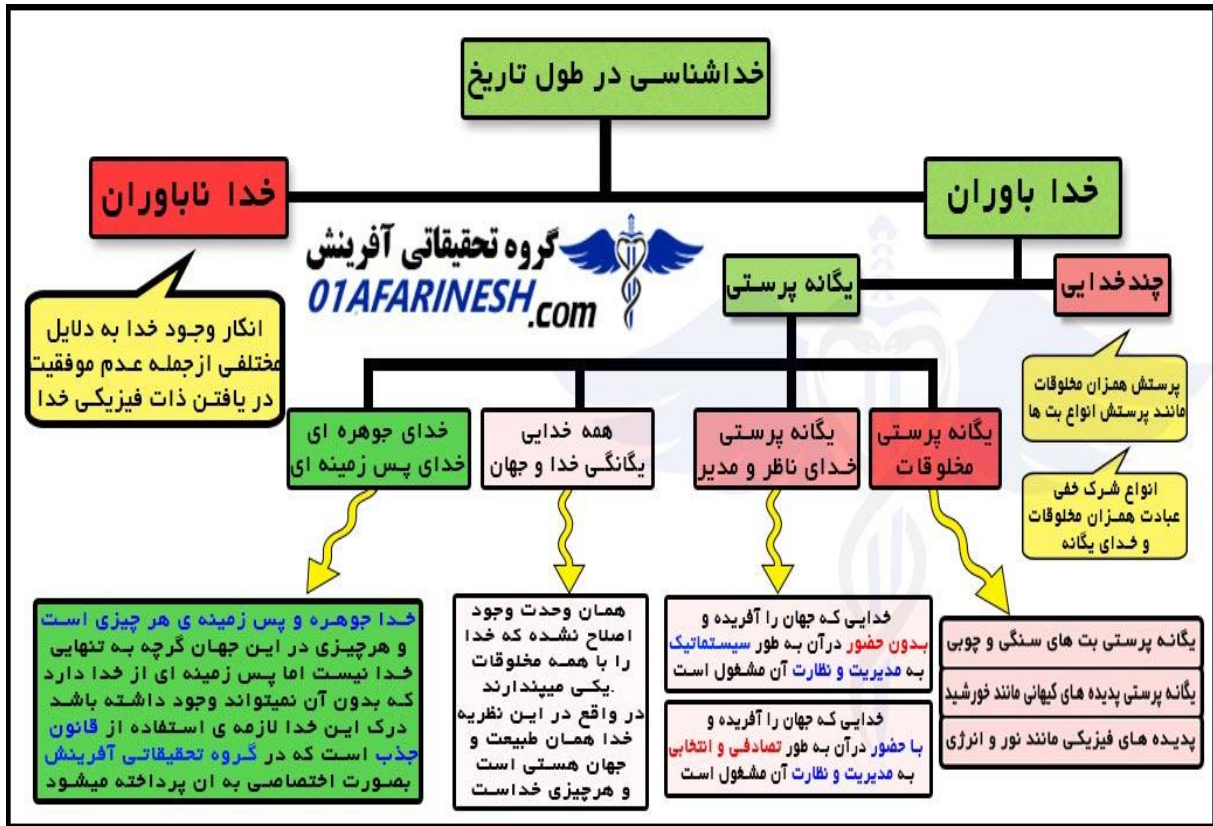 خداشناسی در طول تاریخ
خدا باوران
خدا ناباوران
گروه تحقیقاتی آفرینش
01AFARINESH.com
یگانه پرستی
چندخدایی
انکار وجود خدا به دلایل
مختلفی ازجمله عدم موفقیت
در یافتن ذات فیزیکی خدا
پرستش همزان مخلوقات
مانند پرستش انواع بت ها
انواع شرک خفی
عبادت همزان مخلوقات
و خدای یگانه
یگانه پرستی
مخلوقات
یگانه پرستی
خدای ناظر و مدیر
همه خدایی
یگانگی خدا و جهان
خدای جوهره ای
خدای پس زمینه ای
یگانه پرستی بت های سنگی و چوبی
یگانه پرستی پدیده های کیهانی مانند خورشید
پدیده های فیزیکی مانند نور و انرژی
خدایی که جهان را آفریده و
بدون حضور درآن به طور سیستماتیک
به مدیریت و نظارت آن مشغول است
خدایی که جهان را آفریده و
با حضور درآن به طور تصادفی و انتخابی
به مدیریت و نظارت آن مشغول است
همان وحدت وجود
اصلاح نشده که خدا
را با همه مخلوقات
یکی میپندارند.
در واقع در این نظریه
خدا همان طبیعت و
جهان هستی است
و هرچیزی خداست
خدا جوهره و پس زمینه ی هر چیزی است
و هرچیزی در این جهان گرچه به تنهایی
خدا نیست اما پس زمینه ای از خدا دارد
که بدون آن نمیتواند وجود داشته باشد
درک این خدا لازمه ی استفاده از قانون
جذب است که در گروه تحقیقاتی آفرینش
بصورت اختصاصی به ان پرداخته میشود